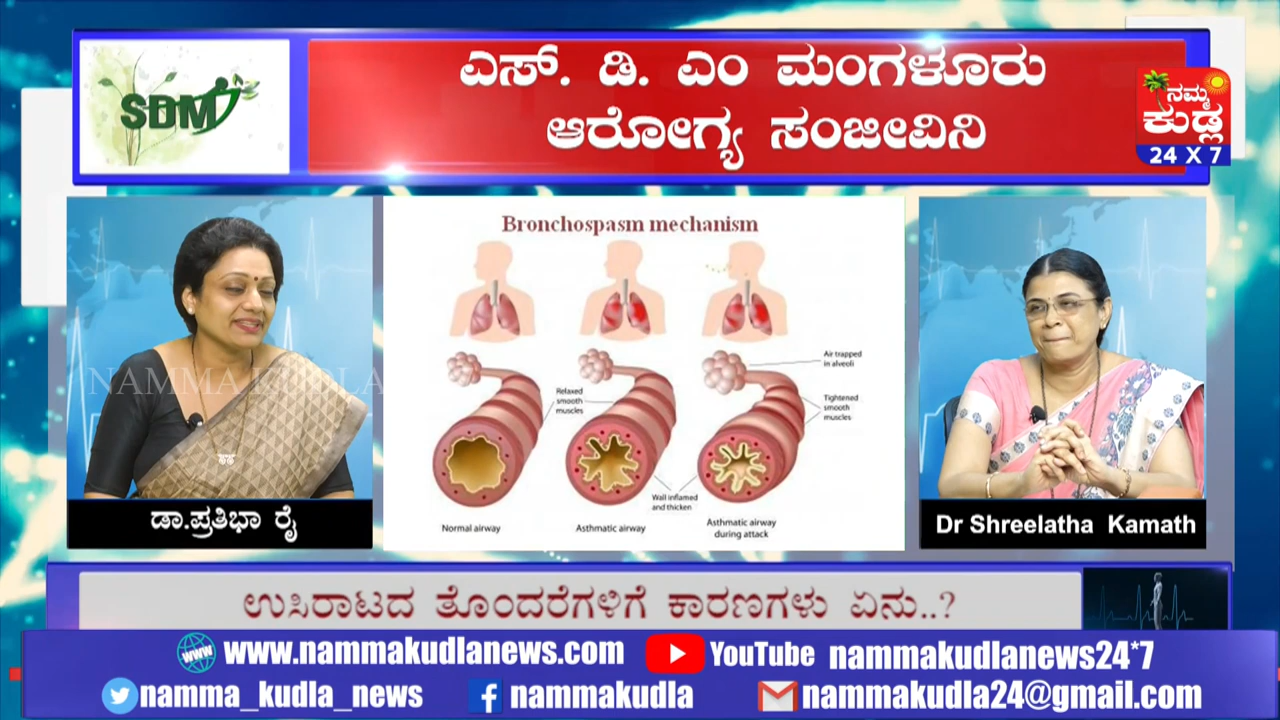 SDM
ಎಸ್. ಡಿ. ಎಂ ಮಂಗಳೂರು
ಆರೋಗ್ಯ ಸಂಜೀವಿನಿ
ನಮ್ಮ
ಕುಡ್ಲ
24 X 7
NAMMA KUDLA
ಡಾ.ಪ್ರತಿಭಾ ರೈ
Bronchospasm mechanism
Air trapped
in alveoli
Relaxed
smooth
muscles
Tightened
smooth
muscles
Wall inflamed
and thicken
Normal airway
Asthmatic airway
Asthmatic airway
during attack
Dr Shreelatha Kamath
ಉಸಿರಾಟದ ತೊಂದರೆಗಳಿಗೆ ಕಾರಣಗಳು ಏನು..?
www
www.nammakudlanews.com
YouTube nammakudlanews24*7
namma_kudla_news
nammakudla
nammakudla24@gmail.com